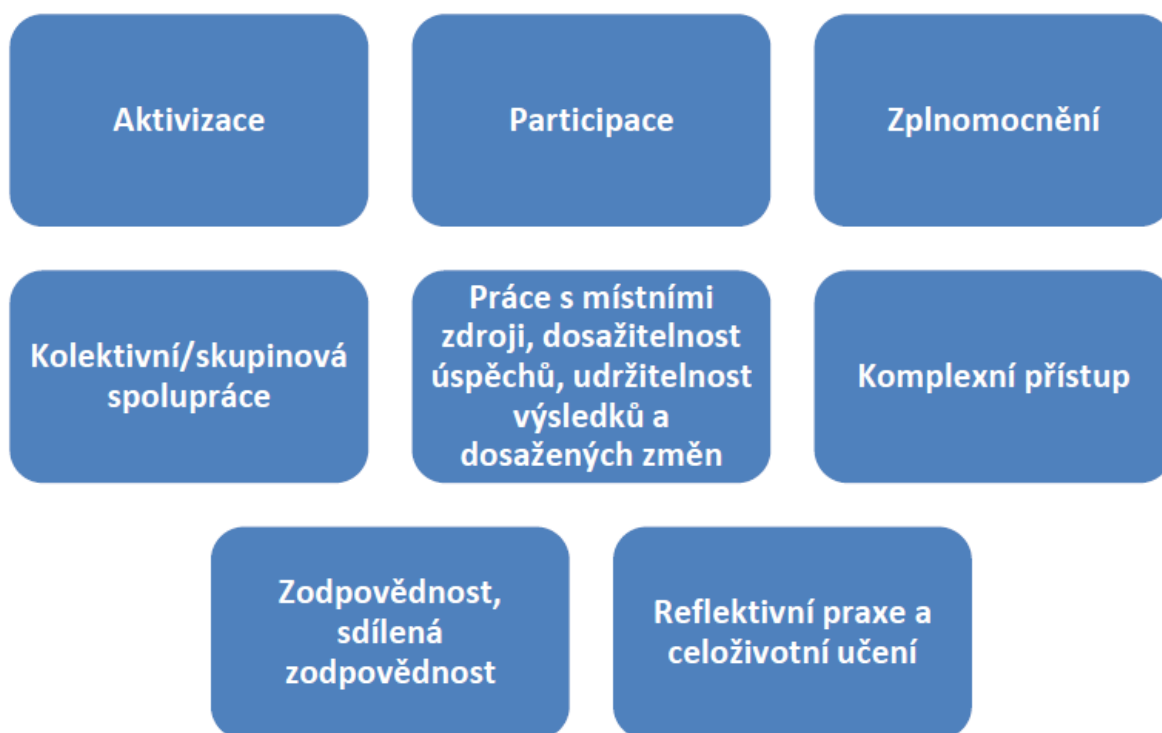 Aktivizace
Participace
Zplnomocnění
Kolektivní/skupinová
spolupráce
Práce s místními
zdroji, dosažitelnost
úspěchů, udržitelnost
výsledků a
dosažených změn
Komplexní přístup
Zodpovědnost,
sdílená
zodpovědnost
Reflektivní praxe a
celoživotní učení